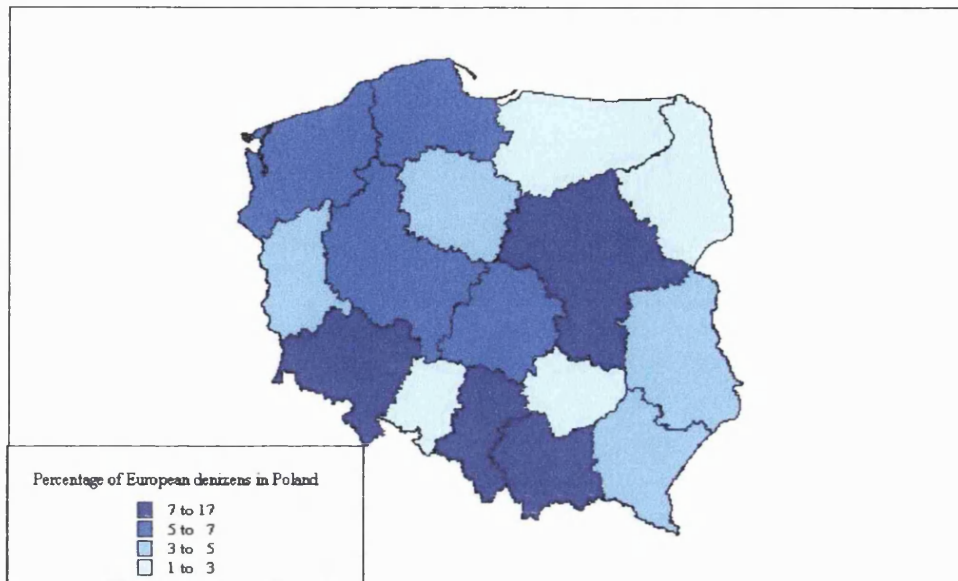 Percentage of European denizens in Poland
7 to 17
5 to 7
3 to 5
1 to 3